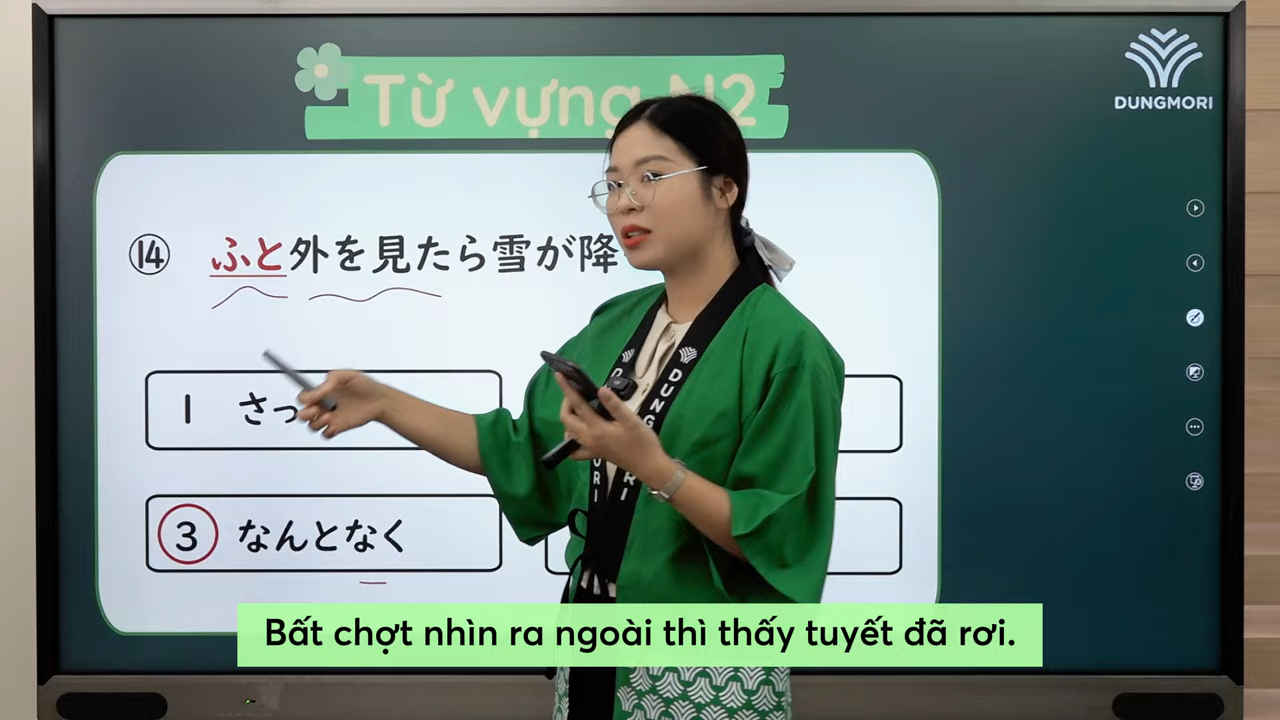 Từ vựng N2
DUNGMORI
⑭ ふと外を見たら雪が降
1 さっ
3 なんとなく
DUNGMORI
Bất chợt nhìn ra ngoài thì thấy tuyết đã rơi.